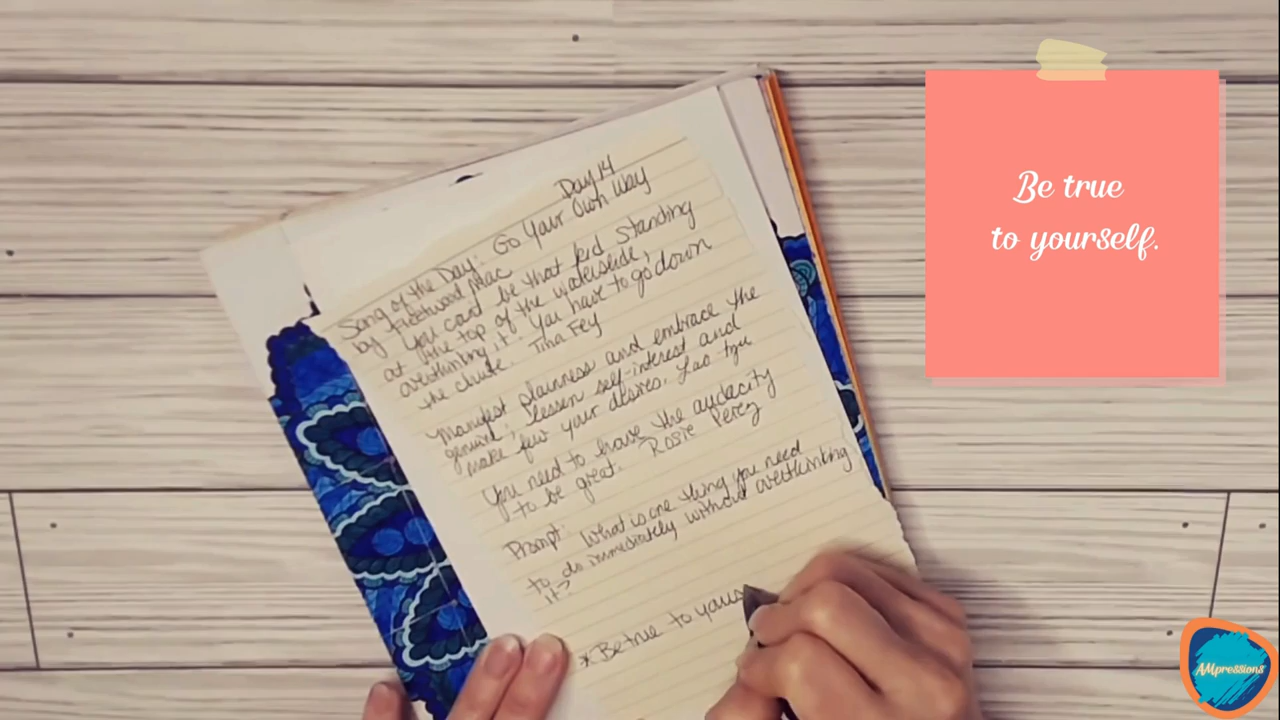 Day 14
Song of the Day: Go Your Own Way
by Fleetwood Mac
"You can't be that kid standing
at the top of the waterslide,
overthinking it. You have to go down
the chute." Tina Fey
Manifest plainness and embrace the
genuine; lessen self-interest and
make few your desires. Lao tzu
You need to have the audacity
to be great. Rosie Perez
Prompt: What is one thing you need
to do immediately without overthinking
it?
* Be true to yours
Be true
to yourself.
AMpressions